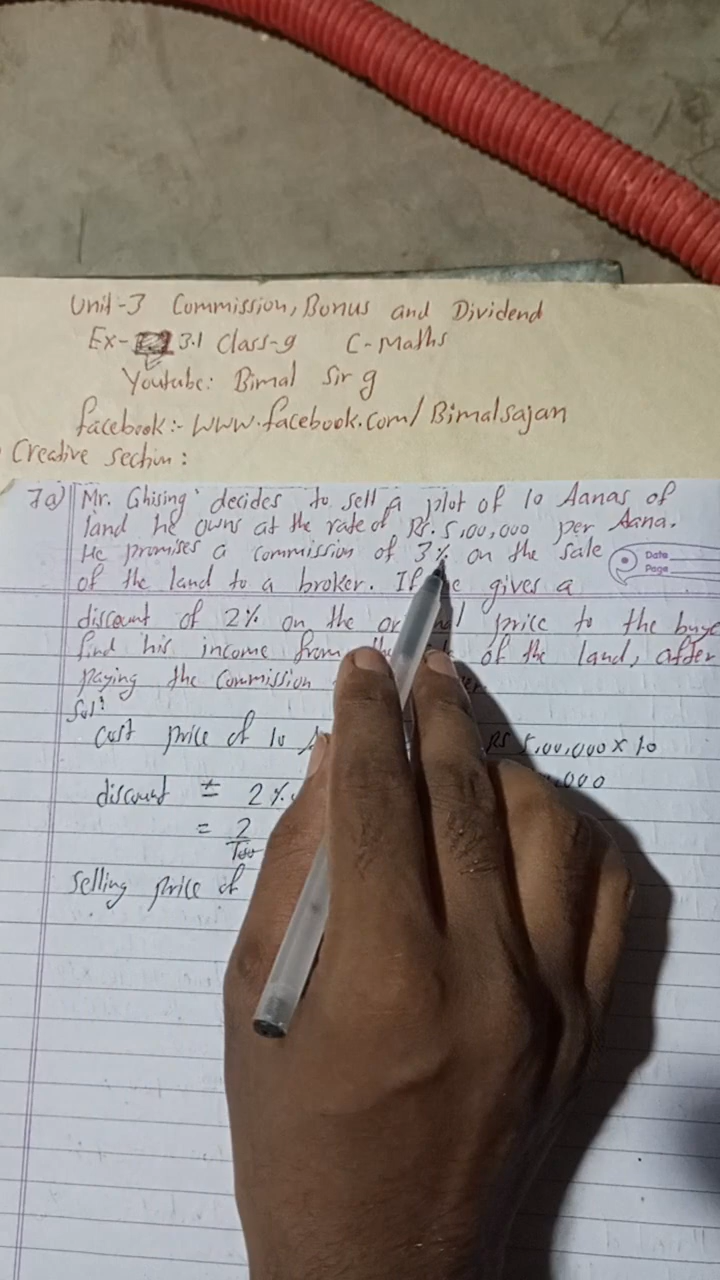 Unit-3 Commission, Bonus and Dividend
Ex- 3.1 Class-9 C-Maths
Youtube: Bimal Sir g
facebook:- www.facebook.com/Bimalsajan
Creative section:
7a) Mr. Ghising decides to sell a plot of 10 Aanas of
land he owns at the rate of Rs. 5,00,000 per Aana.
He promises a commission of 3% on the sale
Date
Page
of the land to a broker. If gives a
discount of 2% on the price to the buye
find his income from of the land, after
paying the Commission
Sol!
Cost price of 10 Rs 5,00,000 x 10
,000
discount = 2%
= 2/100
Selling price of